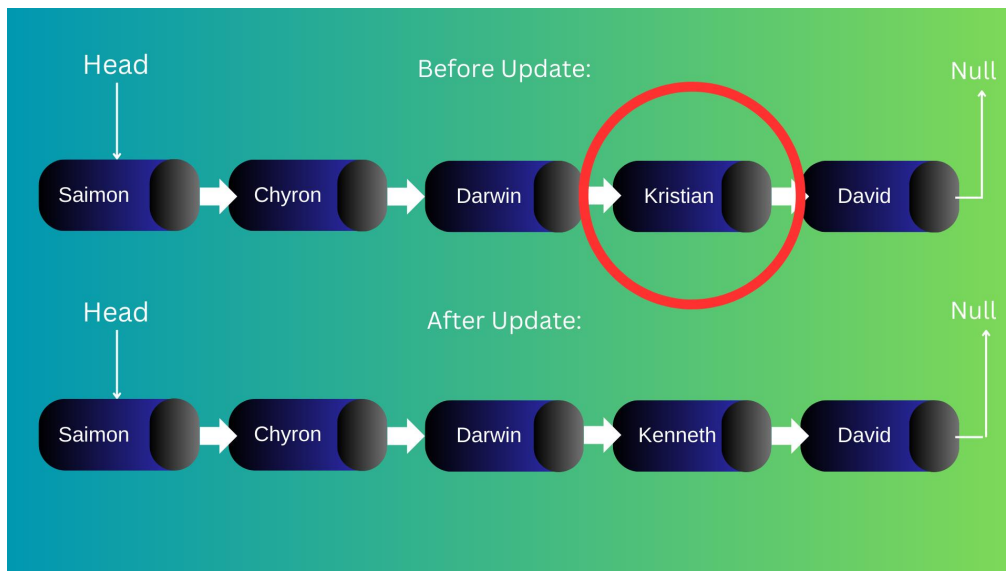 Head
Before Update:
Null
Saimon
Chyron
Darwin
Kristian
David
Head
After Update:
Null
Saimon
Chyron
Darwin
Kenneth
David